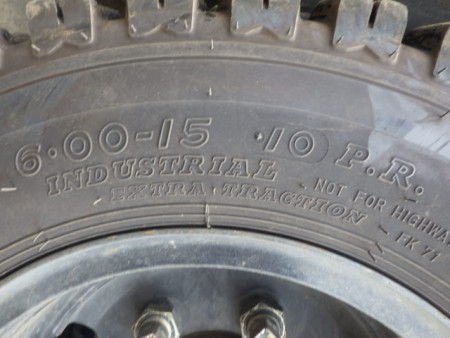 6.00-15 10 P.R.
INDUSTRIAL
EXTRA TRACTION
- NOT FOR HIGHWA
- FK 71